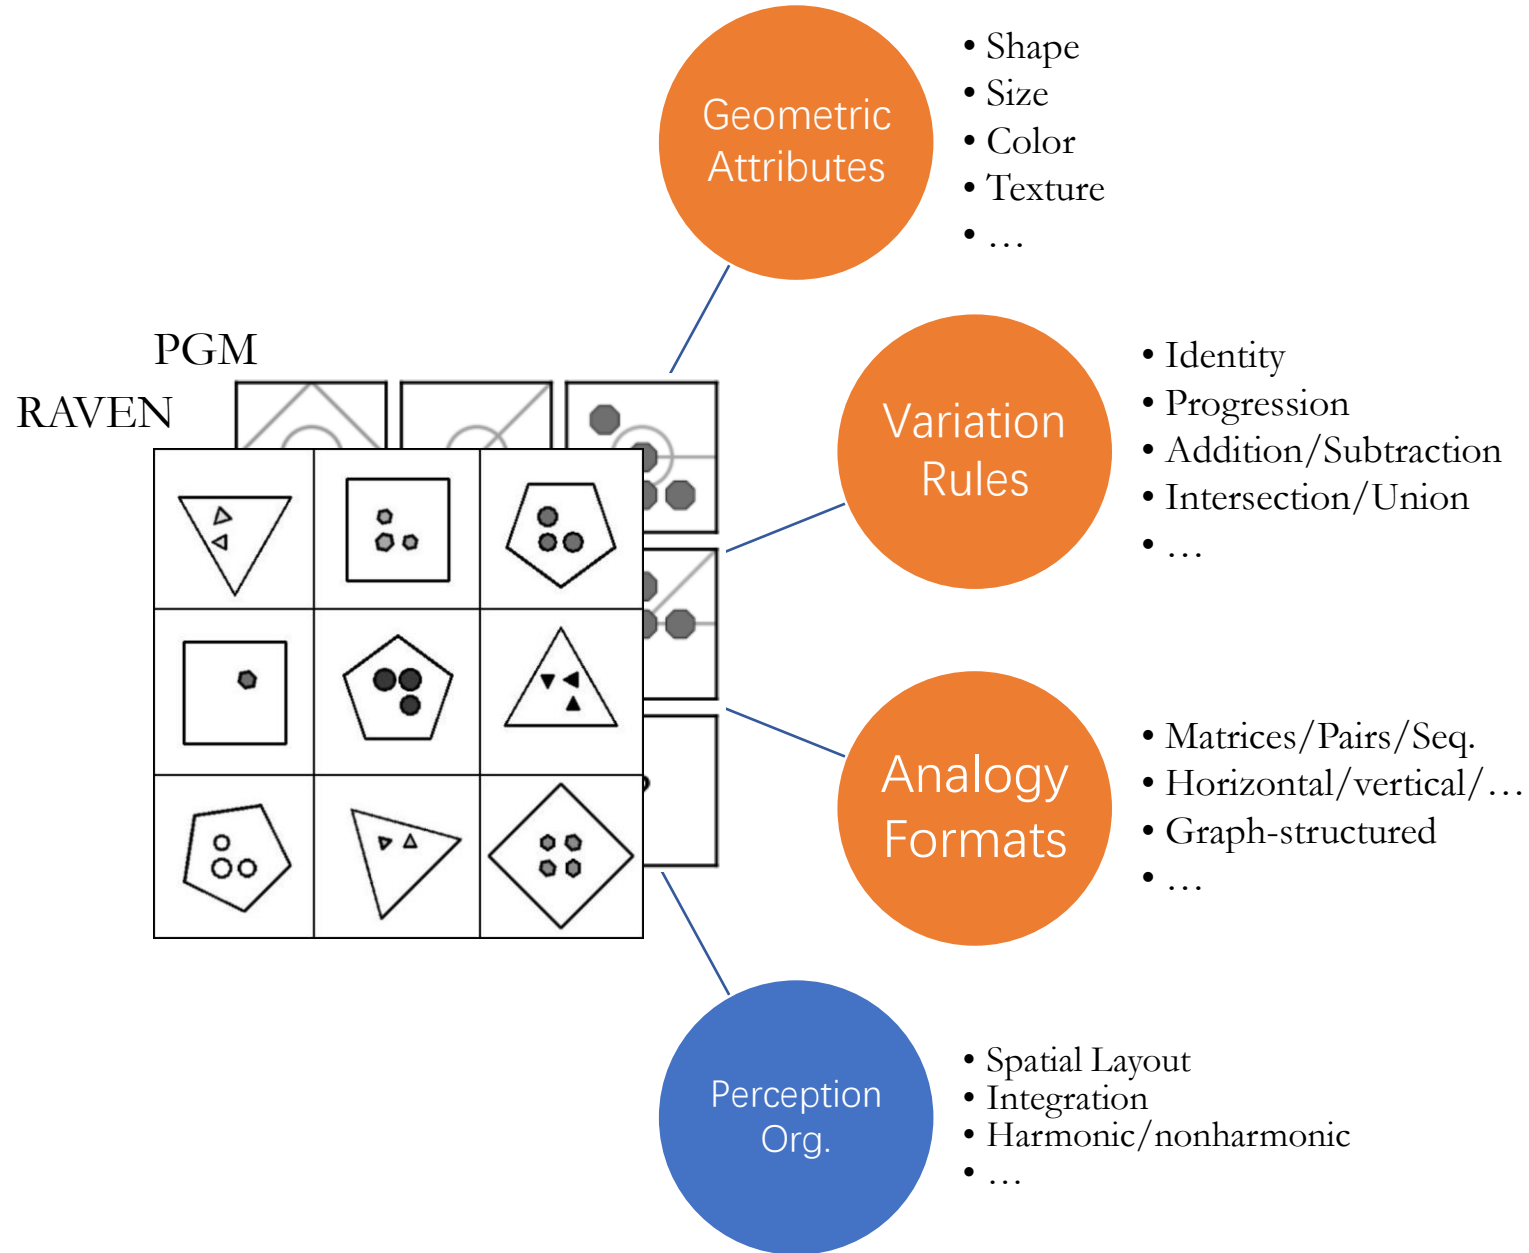 Geometric
Attributes
• Shape
• Size
• Color
• Texture
• …
PGM
RAVEN
Variation
Rules
• Identity
• Progression
• Addition/Subtraction
• Intersection/Union
• …
Analogy
Formats
• Matrices/Pairs/Seq.
• Horizontal/vertical/…
• Graph-structured
• …
Perception
Org.
• Spatial Layout
• Integration
• Harmonic/nonharmonic
• …